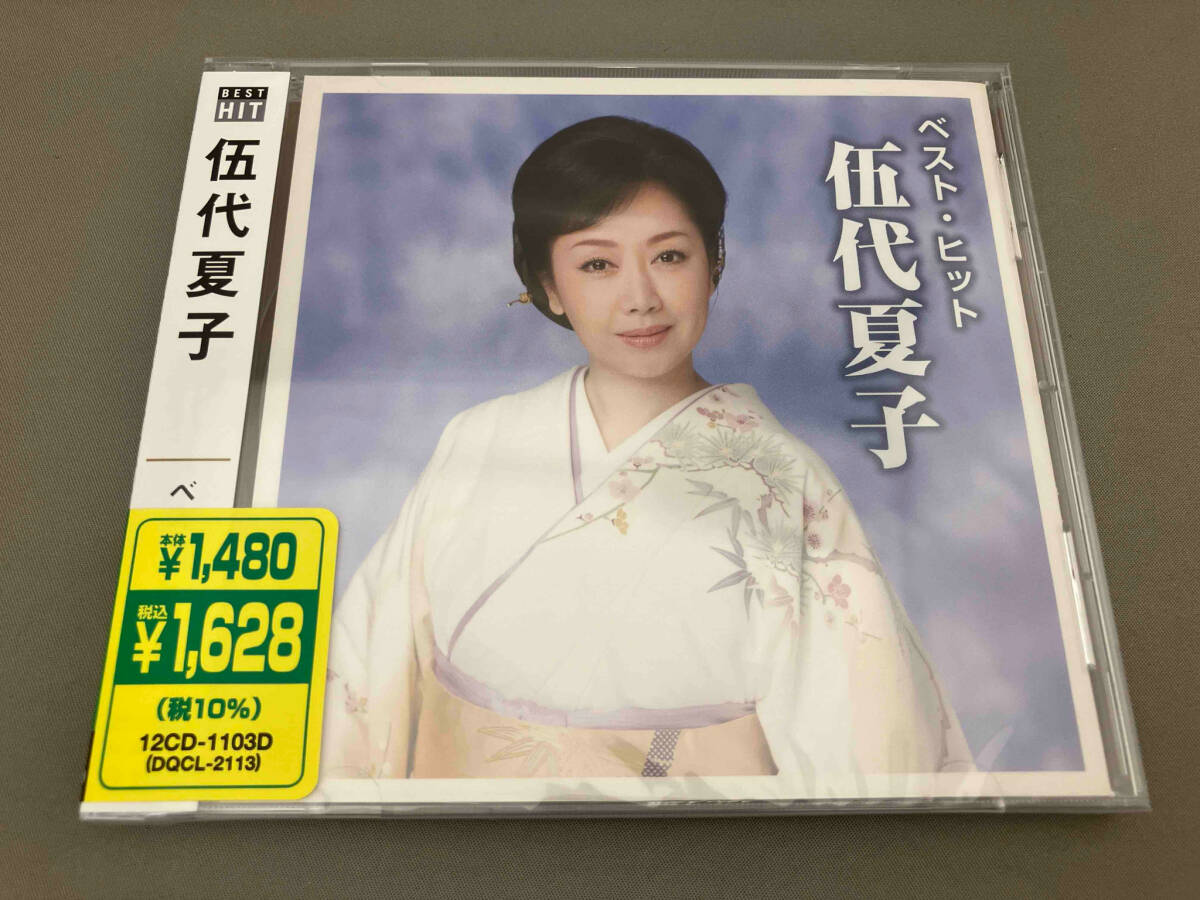 BEST
HIT
伍代夏子
ベ
ベスト・ヒット
伍代夏子
本体
¥1,480
税込
¥1,628
(税10%)
12CD-1103D
(DQCL-2113)